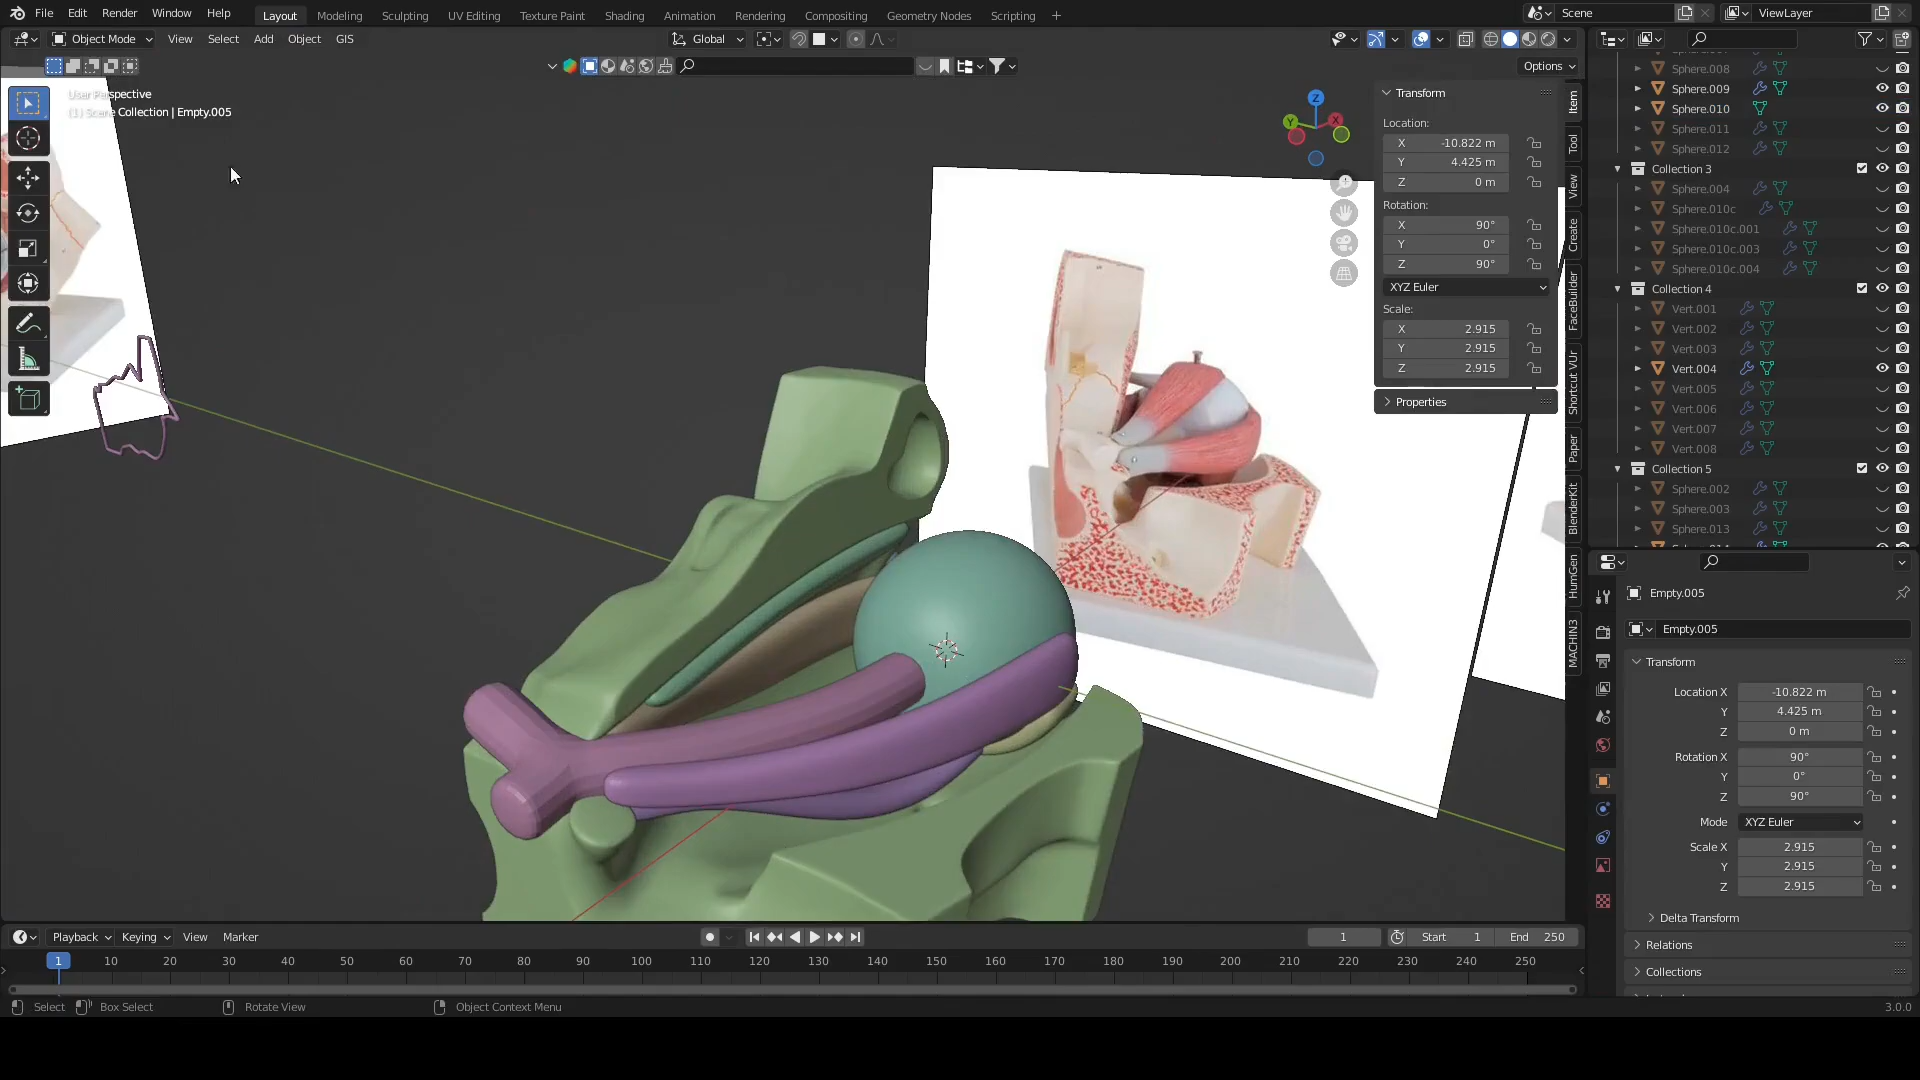 File Edit Render Window Help Layout Modeling Sculpting UV Editing Texture Paint Shading Animation Rendering Compositing Geometry Nodes Scripting + Scene ViewLayer
Object Mode View Select Add Object GIS Global
Options
User Perspective
(1) Scene Collection | Empty.005
Transform
Location:
X -10.822 m
Y 4.425 m
Z 0 m
Rotation:
X 90°
Y 0°
Z 90°
XYZ Euler
Scale:
X 2.915
Y 2.915
Z 2.915
Properties
Item
Tool
View
Create
FaceBuilder
Shortcut VUr
Paper
BlenderKit
HumGen
MACHIN3
Z
Y
X
Sphere.008
Sphere.009
Sphere.010
Sphere.011
Sphere.012
Collection 3
Sphere.004
Sphere.010c
Sphere.010c.001
Sphere.010c.003
Sphere.010c.004
Collection 4
Vert.001
Vert.002
Vert.003
Vert.004
Vert.005
Vert.006
Vert.007
Vert.008
Collection 5
Sphere.002
Sphere.003
Sphere.013
Empty.005
Empty.005
Transform
Location X -10.822 m
Y 4.425 m
Z 0 m
Rotation X 90°
Y 0°
Z 90°
Mode XYZ Euler
Scale X 2.915
Y 2.915
Z 2.915
Delta Transform
Relations
Collections
Playback Keying View Marker 1 Start 1 End 250
1 10 20 30 40 50 60 70 80 90 100 110 120 130 140 150 160 170 180 190 200 210 220 230 240 250
Select Box Select Rotate View Object Context Menu 3.0.0